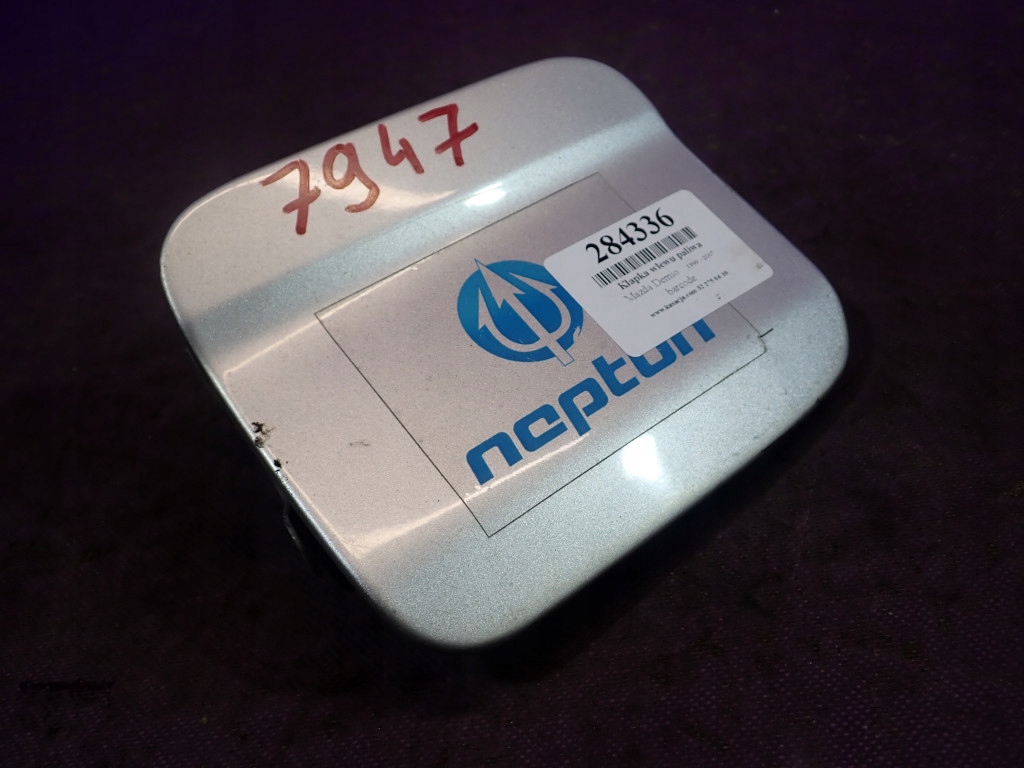 7947
284336
Klapka wlewu paliwa
Mazda Demio
barcode
nepton